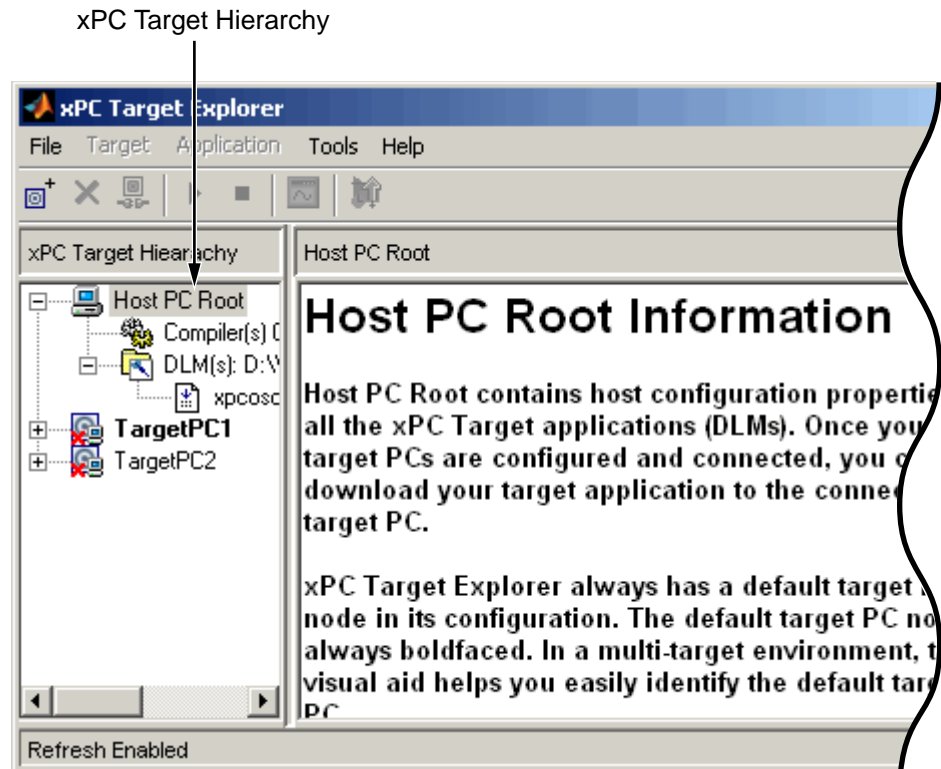 xPC Target Hierarchy
xPC Target Explorer
File Target Application Tools Help
xPC Target Hiearachy
Host PC Root
Host PC Root
Compiler(s)
DLM(s): D:\
xpcosc
TargetPC1
TargetPC2
Host PC Root Information
Host PC Root contains host configuration propertie
all the xPC Target applications (DLMs). Once you
target PCs are configured and connected, you c
download your target application to the connec
target PC.
xPC Target Explorer always has a default target
node in its configuration. The default target PC no
always boldfaced. In a multi-target environment, t
visual aid helps you easily identify the default targ
PC
Refresh Enabled